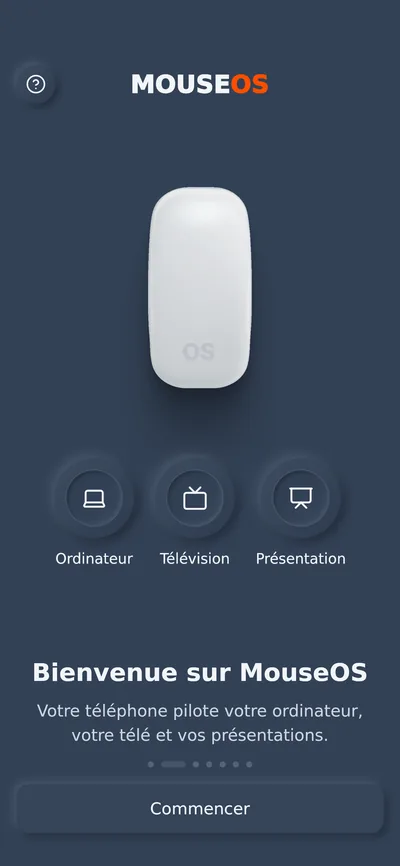 MOUSEOS
OS
Ordinateur
Télévision
Présentation
Bienvenue sur MouseOS
Votre téléphone pilote votre ordinateur,
votre télé et vos présentations.
Commencer